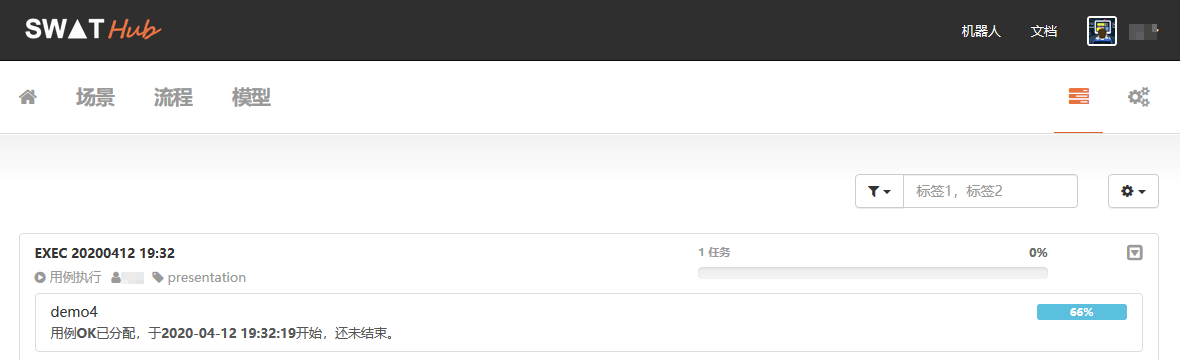 SWAT Hub
机器人 文档
场景 流程 模型
标签1，标签2
EXEC 20200412 19:32 1 任务 0%
用例执行 presentation
demo4 66%
用例OK已分配，于2020-04-12 19:32:19开始，还未结束。